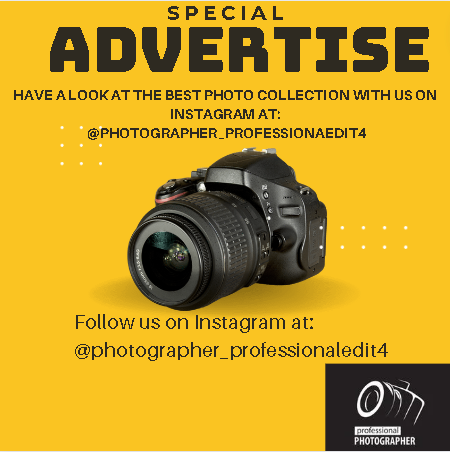 SPECIAL
ADVERTISE
HAVE A LOOK AT THE BEST PHOTO COLLECTION WITH US ON
INSTAGRAM AT:
@PHOTOGRAPHER_PROFESSIONAEDIT4
Follow us on Instagram at:
@photographer_professionaledit4
professional
PHOTOGRAPHER